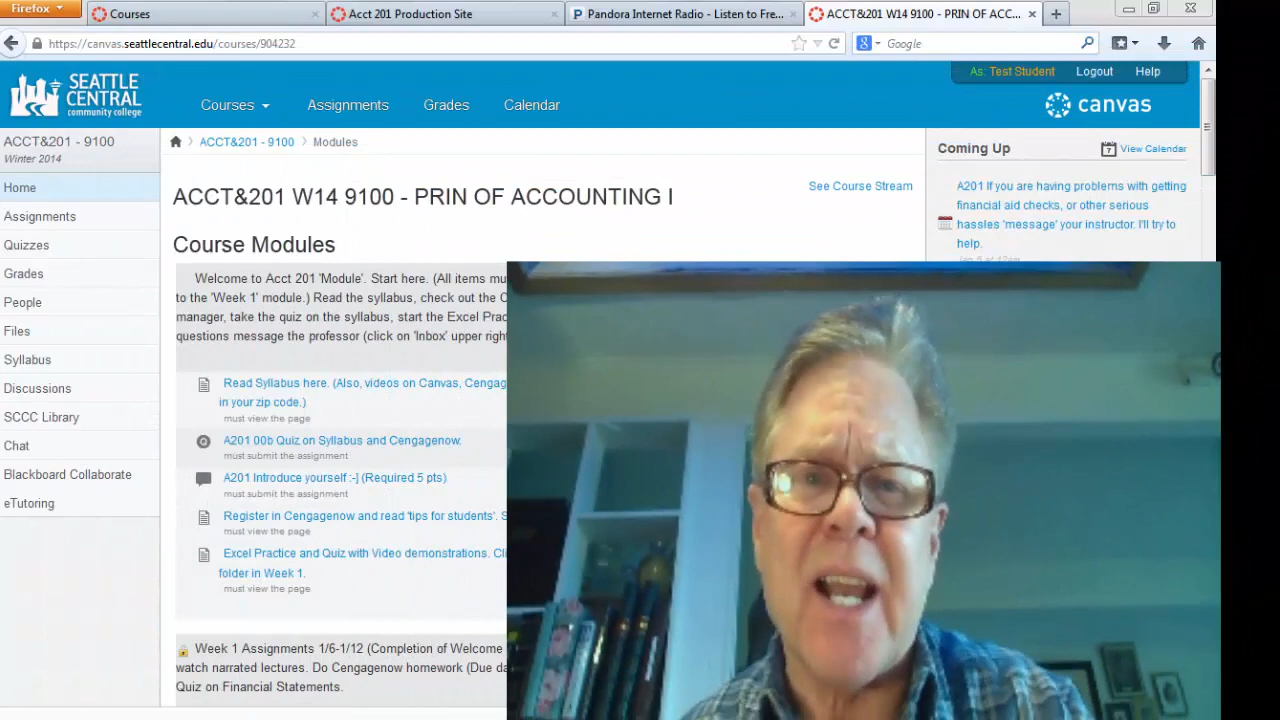 Firefox
Courses
Acct 201 Production Site
Pandora Internet Radio - Listen to Fre...
ACCT&201 W14 9100 - PRIN OF ACC...
https://canvas.seattlecentral.edu/courses/904232
Google
As: Test Student
Logout
Help
SEATTLE
CENTRAL
community college
Courses
Assignments
Grades
Calendar
canvas
ACCT&201 - 9100
Winter 2014
ACCT&201 - 9100
Modules
Home
Assignments
Quizzes
Grades
People
Files
Syllabus
Discussions
SCCC Library
Chat
Blackboard Collaborate
eTutoring
ACCT&201 W14 9100 - PRIN OF ACCOUNTING I
See Course Stream
Course Modules
Welcome to Acct 201 'Module'. Start here. (All items mu
to the 'Week 1' module.) Read the syllabus, check out the C
manager, take the quiz on the syllabus, start the Excel Prac
questions message the professor (click on 'Inbox' upper righ
Read Syllabus here. (Also, videos on Canvas, Cengag
in your zip code.)
must view the page
A201 00b Quiz on Syllabus and Cengagenow.
must submit the assignment
A201 Introduce yourself :-] (Required 5 pts)
must submit the assignment
Register in Cengagenow and read 'tips for students'. S
must view the page
Excel Practice and Quiz with Video demonstrations. Cli
folder in Week 1.
must view the page
Week 1 Assignments 1/6-1/12 (Completion of Welcome
watch narrated lectures. Do Cengagenow homework (Due da
Quiz on Financial Statements.
Coming Up
7
View Calendar
A201 If you are having problems with getting
financial aid checks, or other serious
hassles 'message' your instructor. I'll try to
help.
Jan 5 at 12am